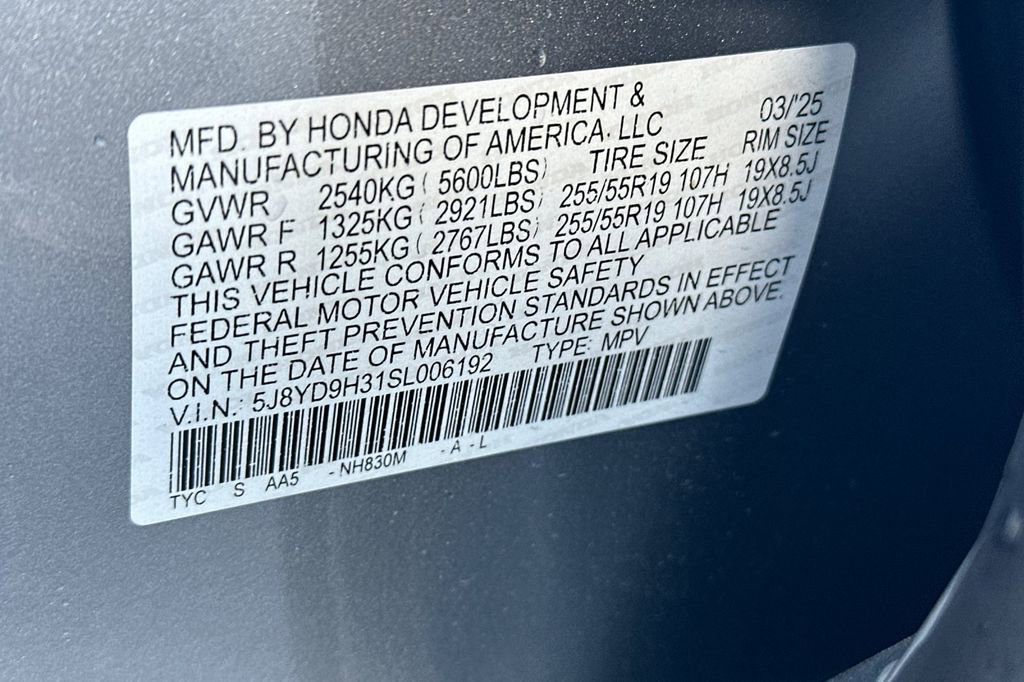 MFD. BY HONDA DEVELOPMENT & 03/'25
MANUFACTURING OF AMERICA, LLC
GVWR 2540KG ( 5600LBS) TIRE SIZE RIM SIZE
GAWR F 1325KG ( 2921LBS) 255/55R19 107H 19X8.5J
GAWR R 1255KG ( 2767LBS) 255/55R19 107H 19X8.5J
THIS VEHICLE CONFORMS TO ALL APPLICABLE
FEDERAL MOTOR VEHICLE SAFETY
AND THEFT PREVENTION STANDARDS IN EFFECT
ON THE DATE OF MANUFACTURE SHOWN ABOVE.
V.I.N.: 5J8YD9H31SL006192 TYPE: MPV
TYC S AA5 - NH830M - A - L